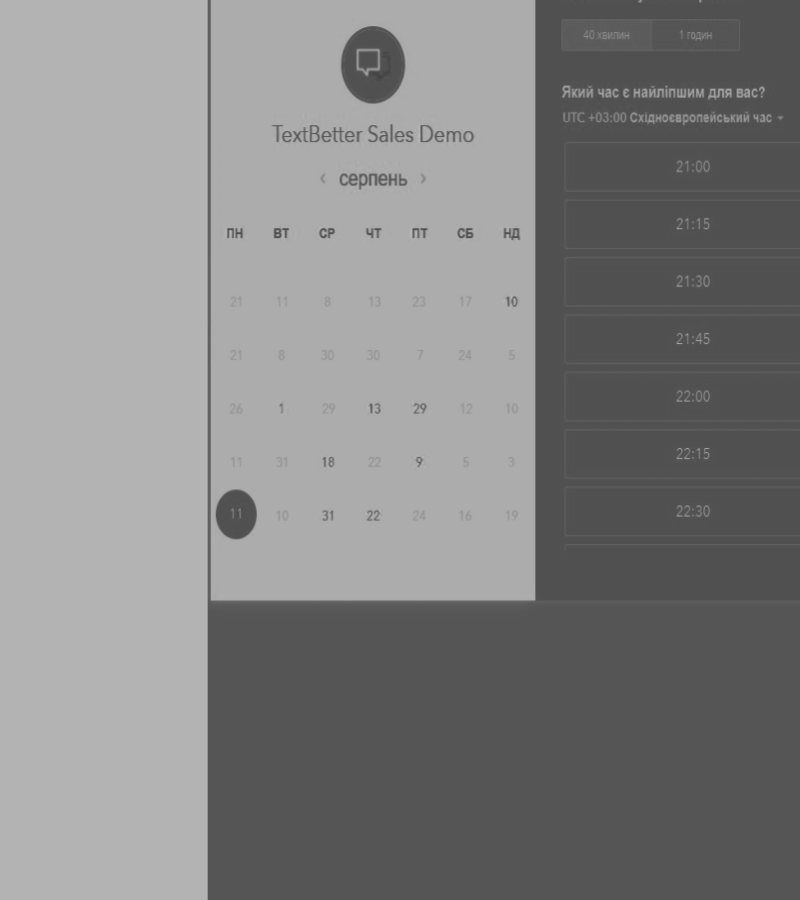 TextBetter Sales Demo
‹ серпень ›
ПН ВТ СР ЧТ ПТ СБ НД
21 11 8 13 23 17 10
21 8 30 30 7 24 5
26 1 29 13 29 12 10
11 31 18 22 9 5 3
11 10 31 22 24 16 19
40 хвилин 1 годин
Який час є найліпшим для вас?
UTC +03:00 Східноєвропейський час
21:00
21:15
21:30
21:45
22:00
22:15
22:30